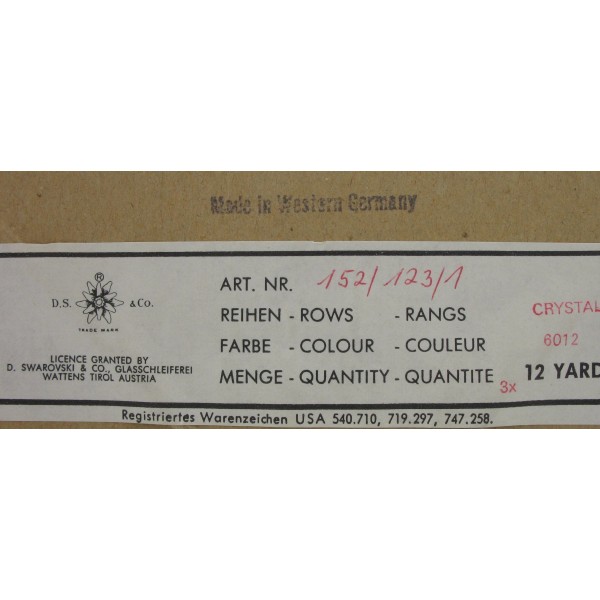 Made in Western Germany
®
D.S. & Co.
TRADE MARK
LICENCE GRANTED BY
D. SWAROVSKI & CO., GLASSCHLEIFEREI
WATTENS TIROL AUSTRIA
ART. NR. 152/123/1
REIHEN - ROWS - RANGS CRYSTAL
FARBE - COLOUR - COULEUR 6012
MENGE - QUANTITY - QUANTITE 3x 12 YARD
Registriertes Warenzeichen USA 540.710, 719.297, 747.258.